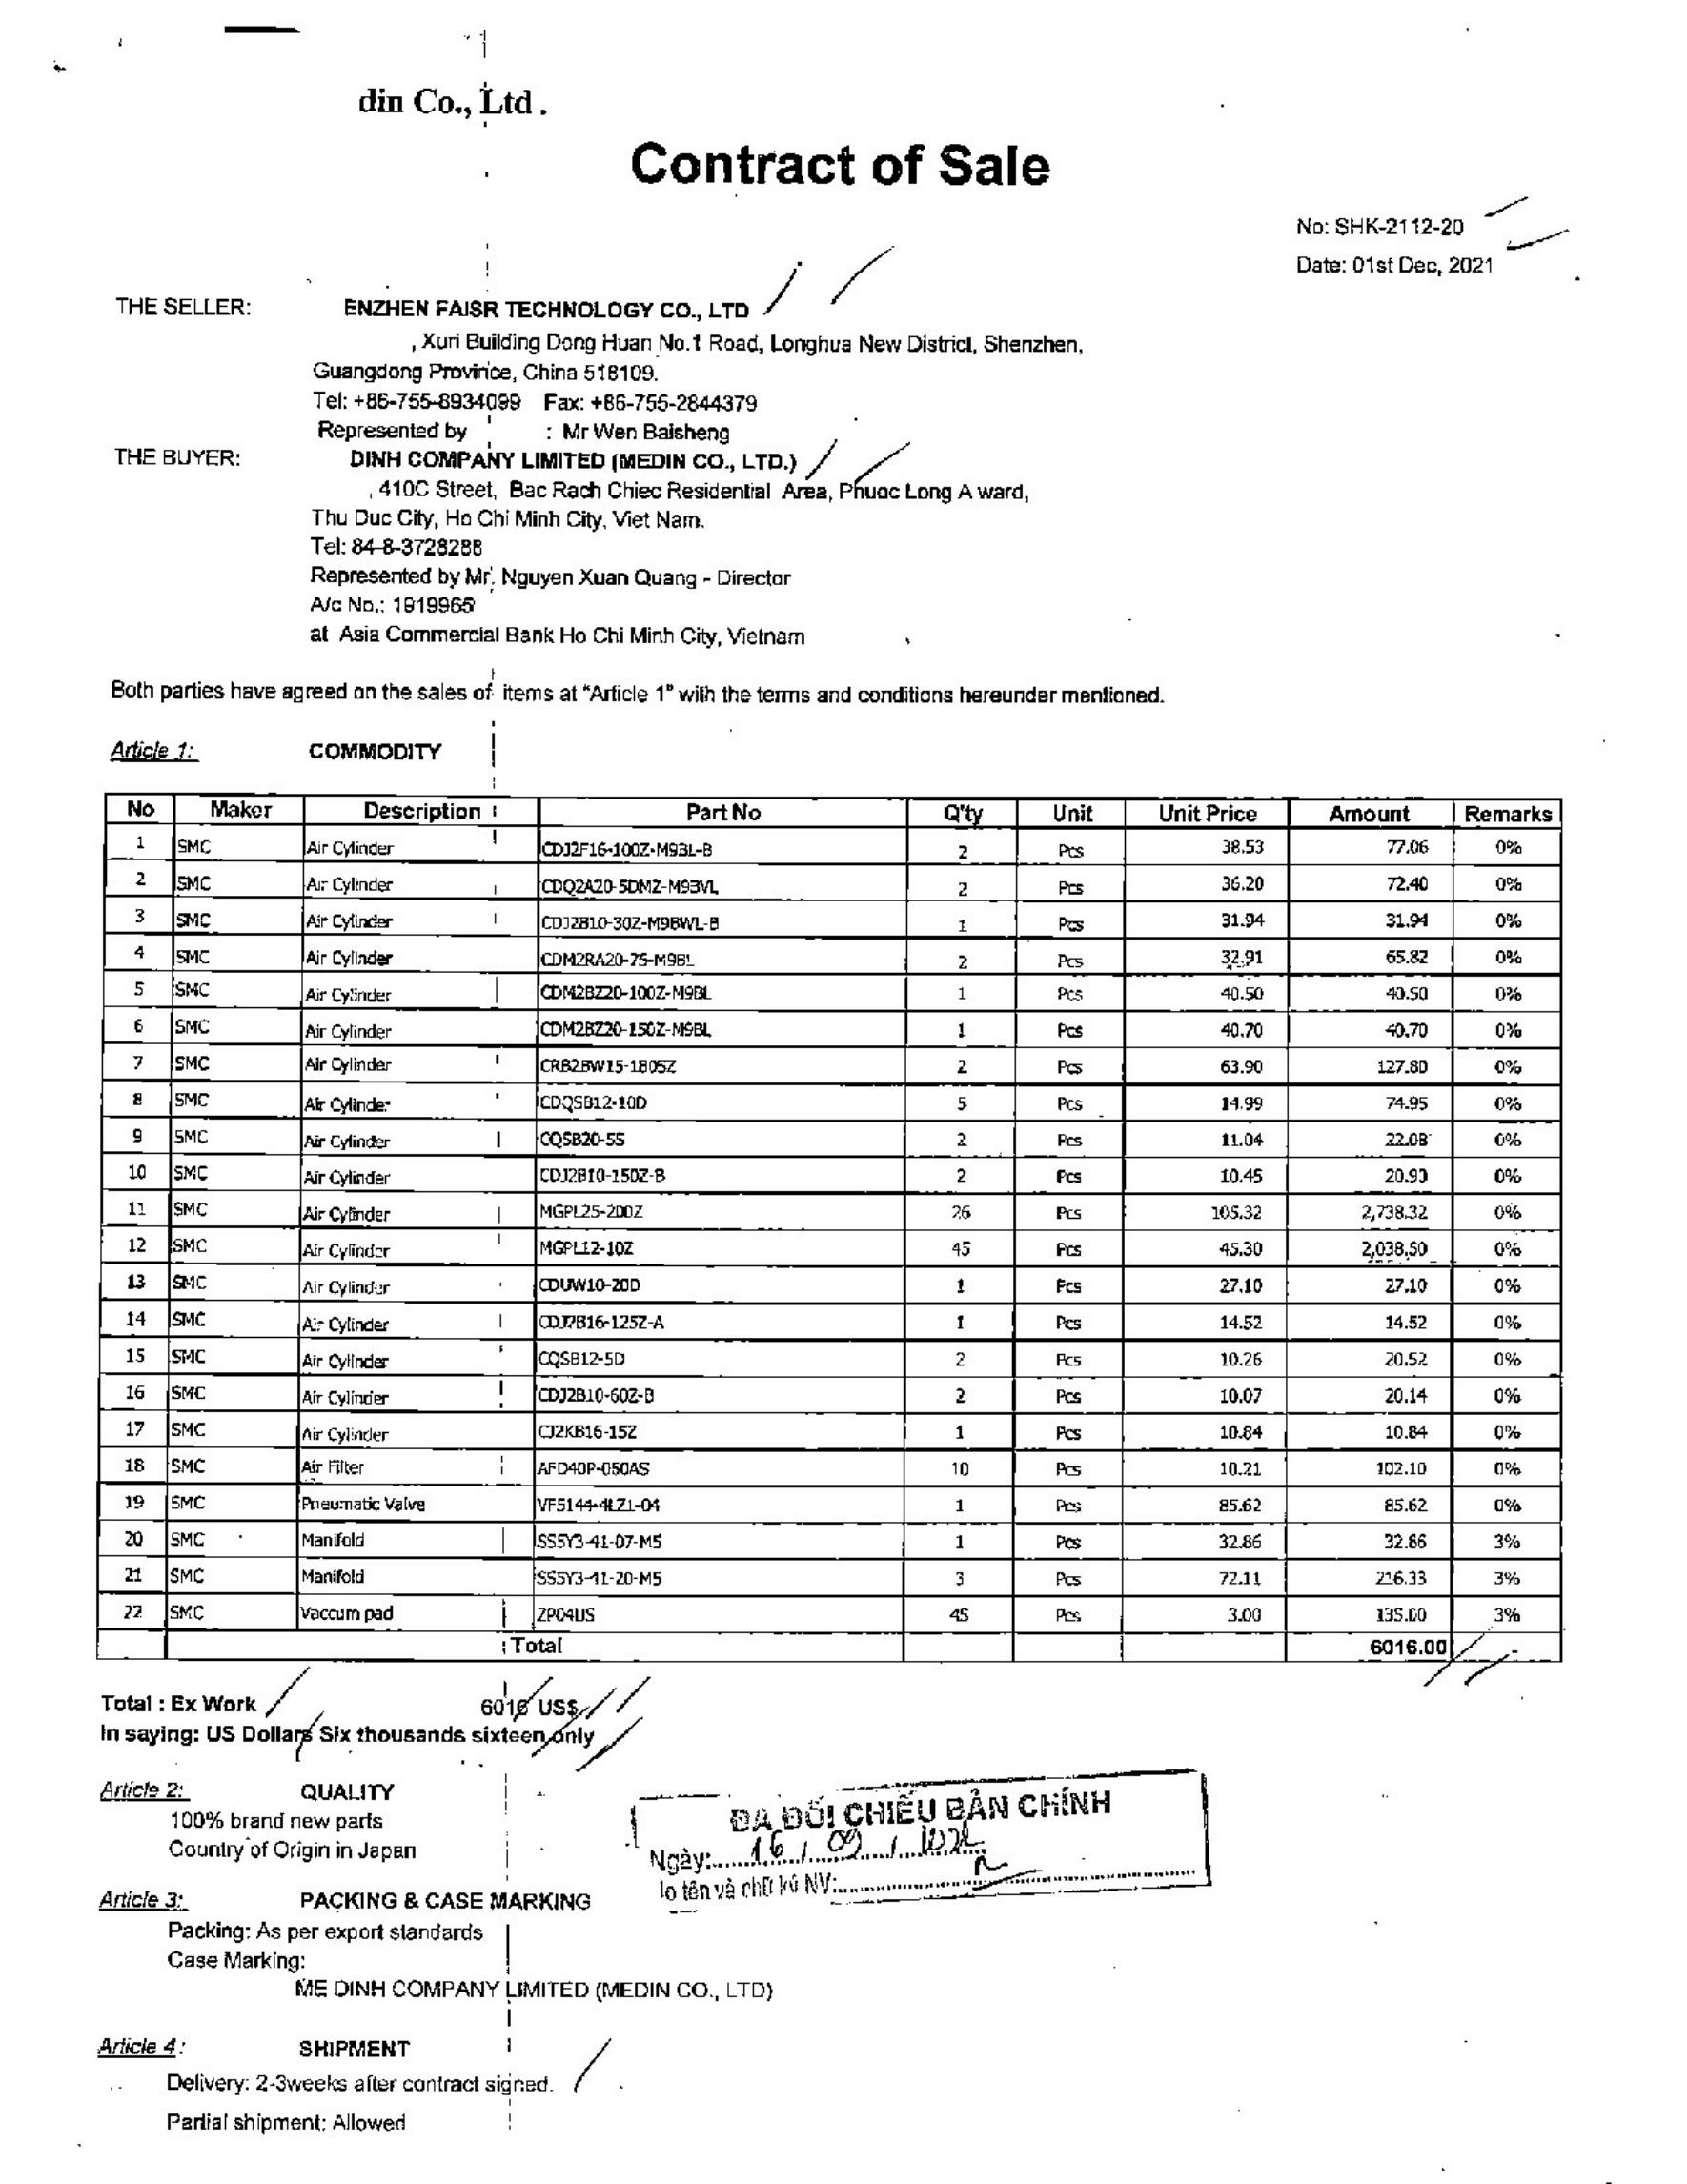 din Co., Ltd.
Contract of Sale
No: SHK-2112-20
Date: 01st Dec, 2021
THE SELLER: ENZHEN FAISR TECHNOLOGY CO., LTD
, Xuri Building Dong Huan No.1 Road, Longhua New District, Shenzhen,
Guangdong Province, China 518109.
Tel: +86-755-8934099 Fax: +86-755-2844379
Represented by : Mr Wen Baisheng
THE BUYER: DINH COMPANY LIMITED (MEDIN CO., LTD.)
, 410C Street, Bac Rach Chiec Residential Area, Phuoc Long A ward,
Thu Duc City, Ho Chi Minh City, Viet Nam.
Tel: 84-8-3728288
Represented by Mr. Nguyen Xuan Quang - Director
A/c No.: 1919965
at Asia Commercial Bank Ho Chi Minh City, Vietnam
Both parties have agreed on the sales of items at "Article 1" with the terms and conditions hereunder mentioned.
Article 1: COMMODITY
No Maker Description Part No Q'ty Unit Unit Price Amount Remarks
1 SMC Air Cylinder CDJ2F16-100Z-M93L-B 2 Pcs 38.53 77.06 0%
2 SMC Air Cylinder CDQ2A20-5DMZ-M93VL 2 Pcs 36.20 72.40 0%
3 SMC Air Cylinder CDJ2B10-30Z-M9BWL-B 1 Pcs 31.94 31.94 0%
4 SMC Air Cylinder CDM2RA20-75-M9BL 2 Pcs 32.91 65.82 0%
5 SMC Air Cylinder CDM2BZ20-100Z-M9BL 1 Pcs 40.50 40.50 0%
6 SMC Air Cylinder CDM2BZ20-150Z-M9BL 1 Pcs 40.70 40.70 0%
7 SMC Air Cylinder CRB2BW15-180SZ 2 Pcs 63.90 127.80 0%
8 SMC Air Cylinder CDQSB12-10D 5 Pcs 14.99 74.95 0%
9 SMC Air Cylinder CQSB20-5S 2 Pcs 11.04 22.08 0%
10 SMC Air Cylinder CDJ2B10-150Z-B 2 Pcs 10.45 20.90 0%
11 SMC Air Cylinder MGPL25-200Z 26 Pcs 105.32 2,738.32 0%
12 SMC Air Cylinder MGPL12-10Z 45 Pcs 45.30 2,038.50 0%
13 SMC Air Cylinder CDUW10-20D 1 Pcs 27.10 27.10 0%
14 SMC Air Cylinder CDJ2B16-125Z-A 1 Pcs 14.52 14.52 0%
15 SMC Air Cylinder CQSB12-5D 2 Pcs 10.26 20.52 0%
16 SMC Air Cylinder CDJ2B10-60Z-B 2 Pcs 10.07 20.14 0%
17 SMC Air Cylinder CJ2KB16-15Z 1 Pcs 10.84 10.84 0%
18 SMC Air Filter AFD40P-050AS 10 Pcs 10.21 102.10 0%
19 SMC Pneumatic Valve VF5144-4LZ1-04 1 Pcs 85.62 85.62 0%
20 SMC Manifold SS5Y3-41-07-M5 1 Pcs 32.86 32.86 3%
21 SMC Manifold SS5Y3-41-20-M5 3 Pcs 72.11 216.33 3%
22 SMC Vaccum pad ZP04US 45 Pcs 3.00 135.00 3%
Total 6016.00
Total : Ex Work 6016 US$
In saying: US Dollars Six thousands sixteen only
Article 2: QUALITY
100% brand new parts
Country of Origin in Japan
ĐA ĐỐI CHIẾU BẢN CHÍNH
Ngày: 16 / 09 / 2022
ọ tên và chữ ký NV:
Article 3: PACKING & CASE MARKING
Packing: As per export standards
Case Marking:
ME DINH COMPANY LIMITED (MEDIN CO., LTD)
Article 4: SHIPMENT
Delivery: 2-3weeks after contract signed.
Partial shipment: Allowed